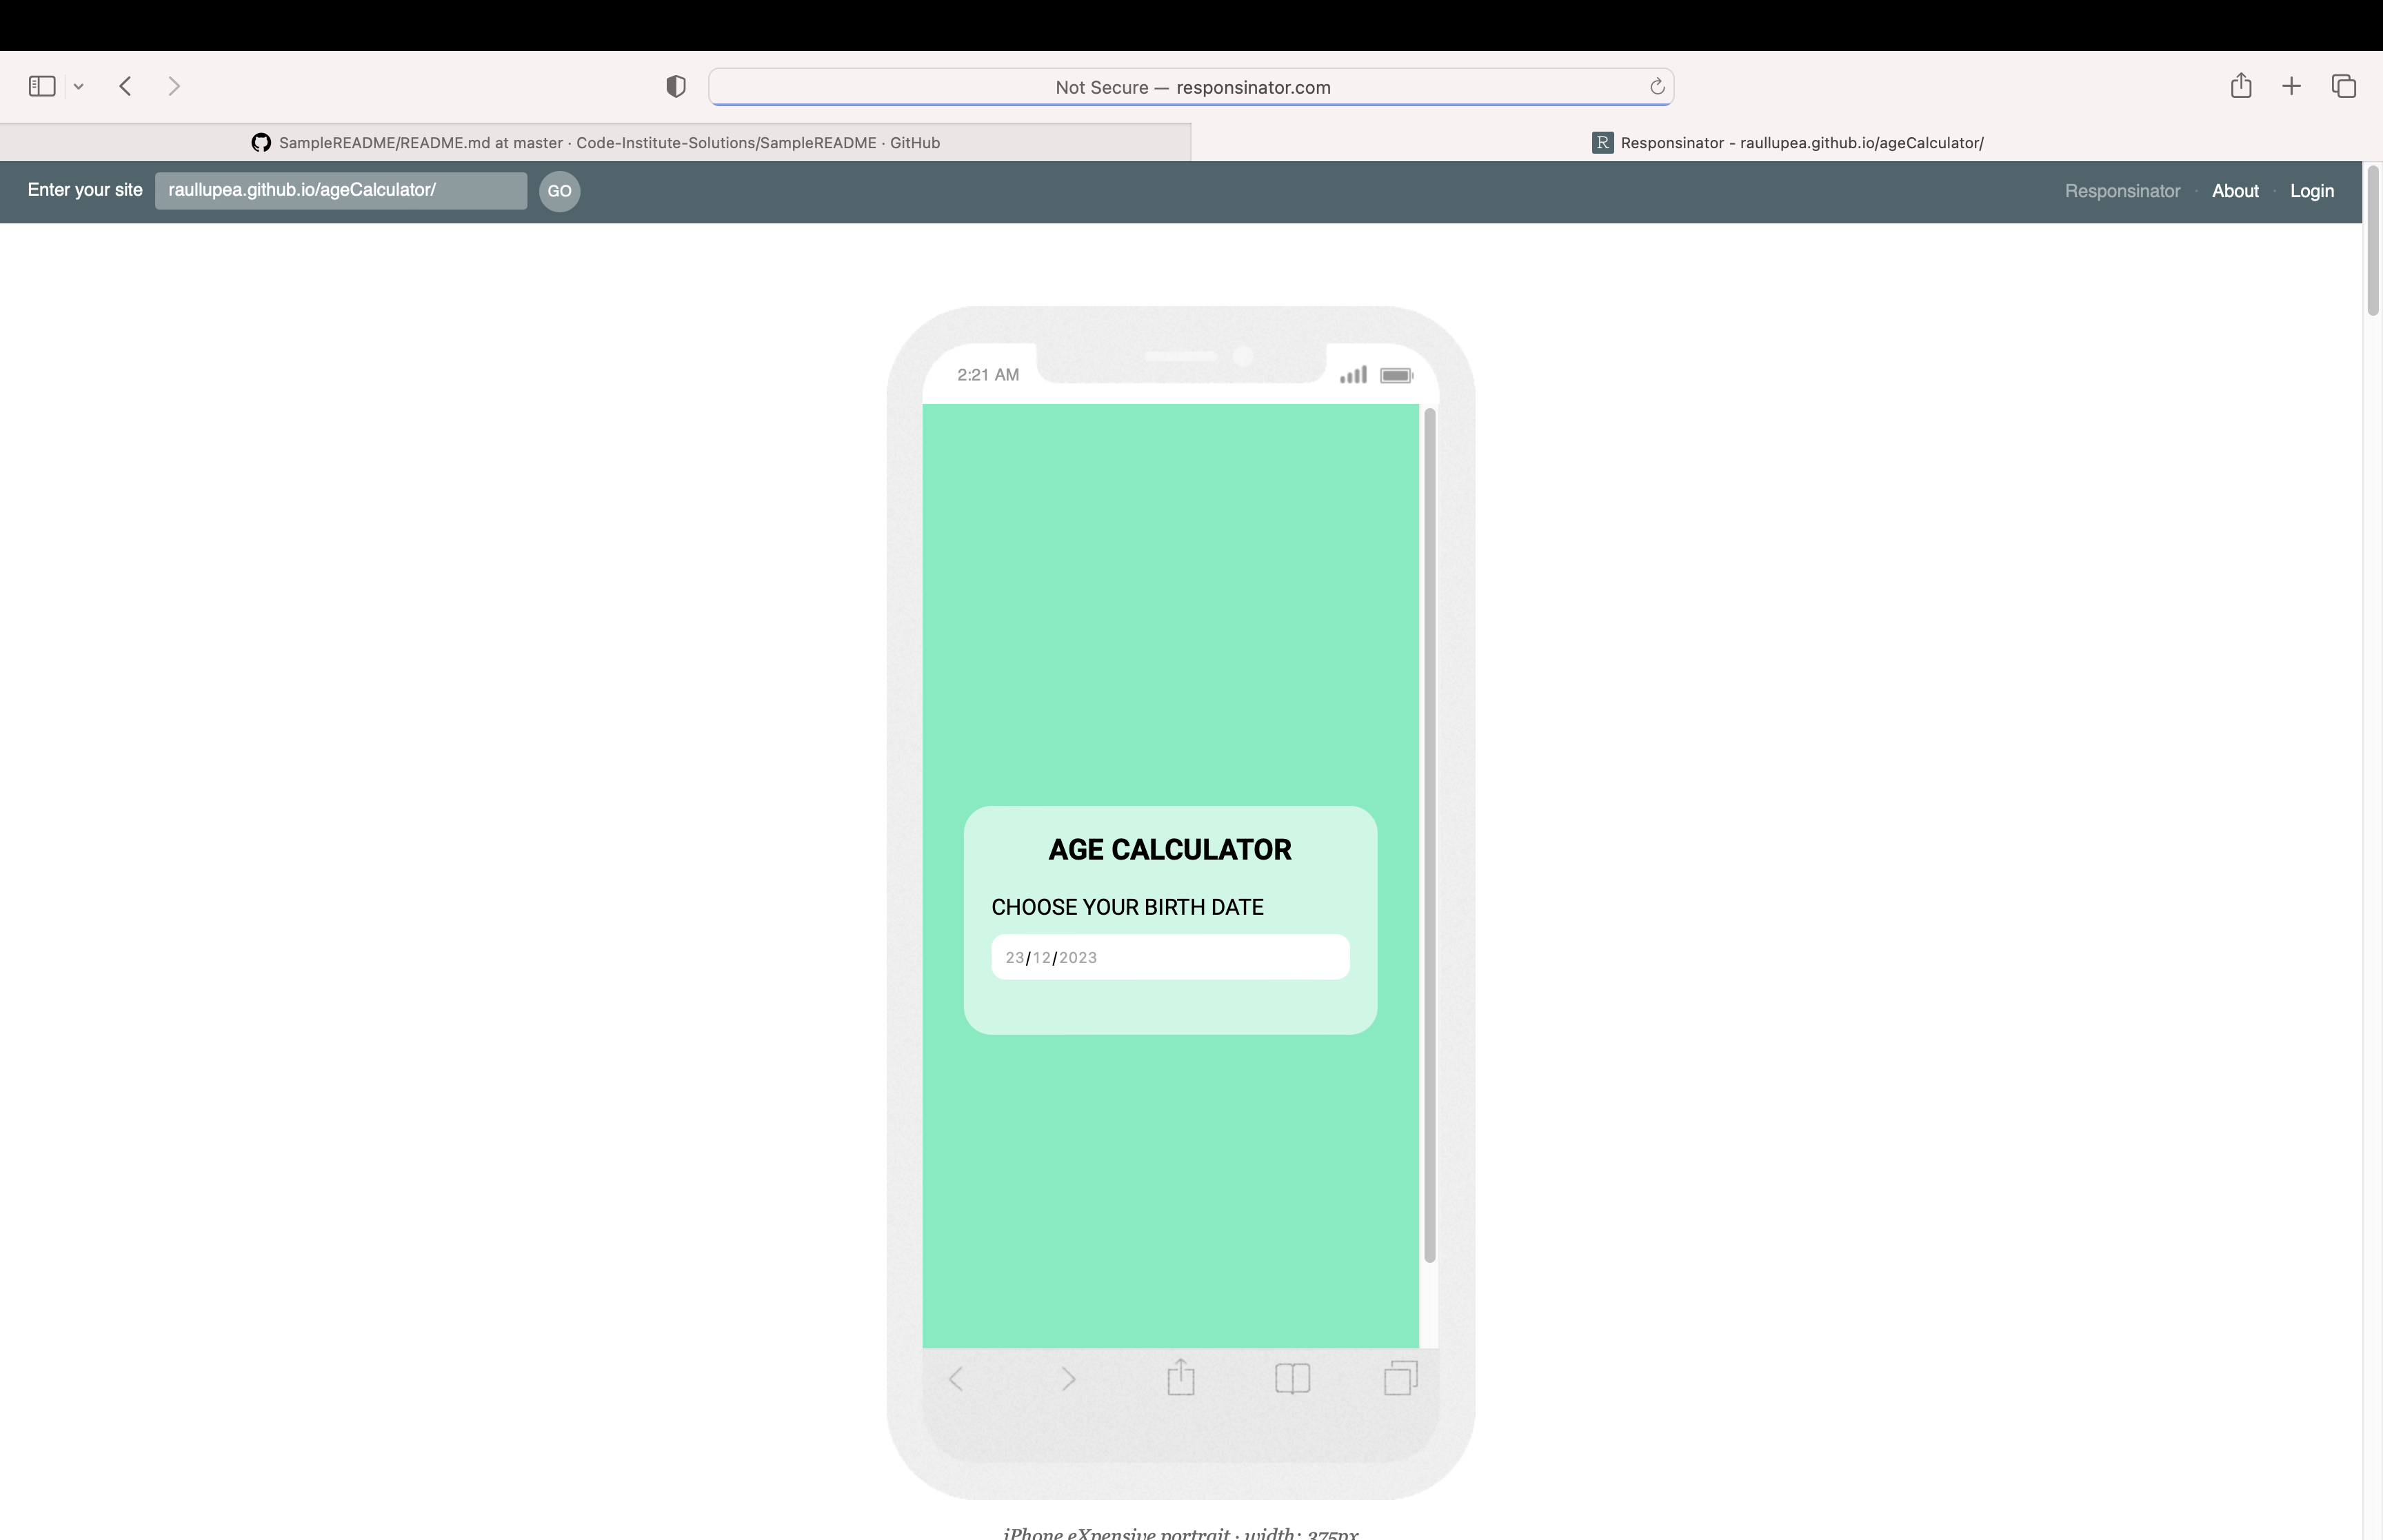 Not Secure — responsinator.com
SampleREADME/README.md at master · Code-Institute-Solutions/SampleREADME · GitHub
R Responsinator - raullupea.github.io/ageCalculator/
Enter your site raullupea.github.io/ageCalculator/ GO
Responsinator · About · Login
2:21 AM
AGE CALCULATOR
CHOOSE YOUR BIRTH DATE
23/12/2023
iPhone eXpensive portrait · width: 375px